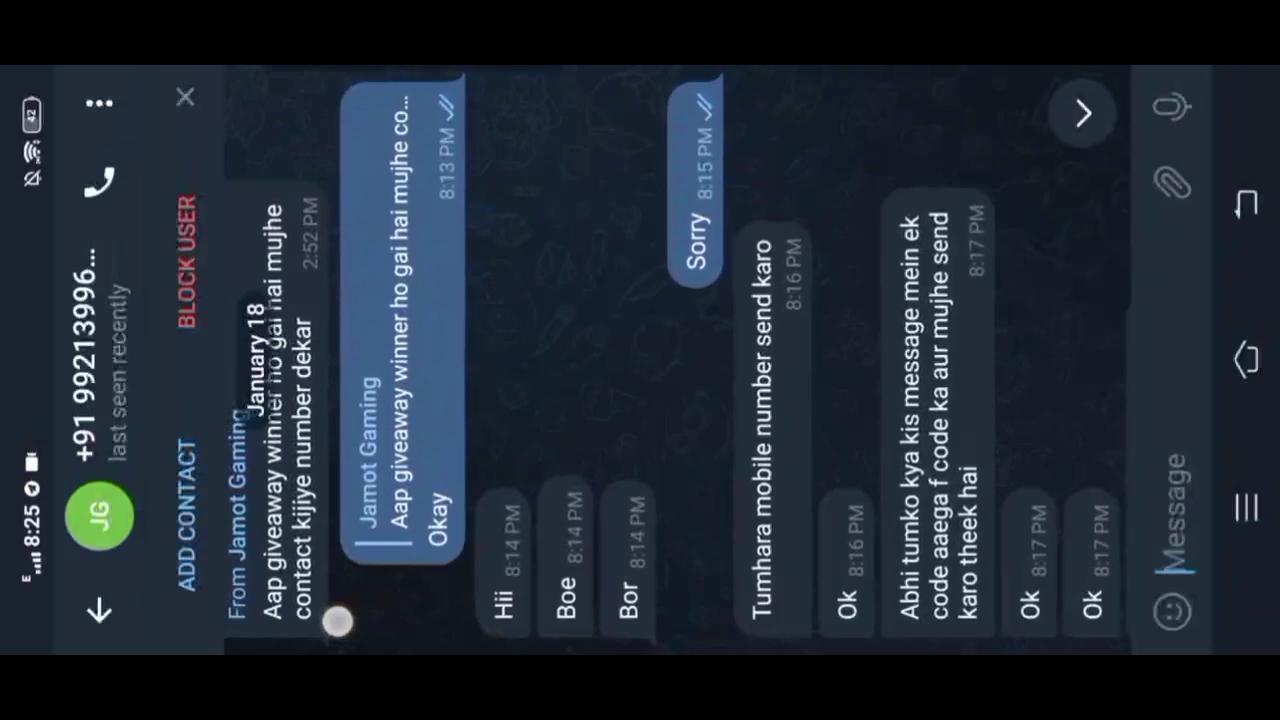 8:25
42
JG
+91 99213996...
last seen recently
ADD CONTACT
BLOCK USER
January 18
From Jamot Gaming
Aap giveaway winner ho gai hai mujhe
contact kijiye number dekar
2:52 PM
Jamot Gaming
Aap giveaway winner ho gai hai mujhe co...
Okay
8:13 PM
Hii 8:14 PM
Boe 8:14 PM
Bor 8:14 PM
Sorry 8:15 PM
Tumhara mobile number send karo
8:16 PM
Ok 8:16 PM
Abhi tumko kya kis message mein ek
code aaega f code ka aur mujhe send
karo theek hai
8:17 PM
Ok 8:17 PM
Ok 8:17 PM
Message